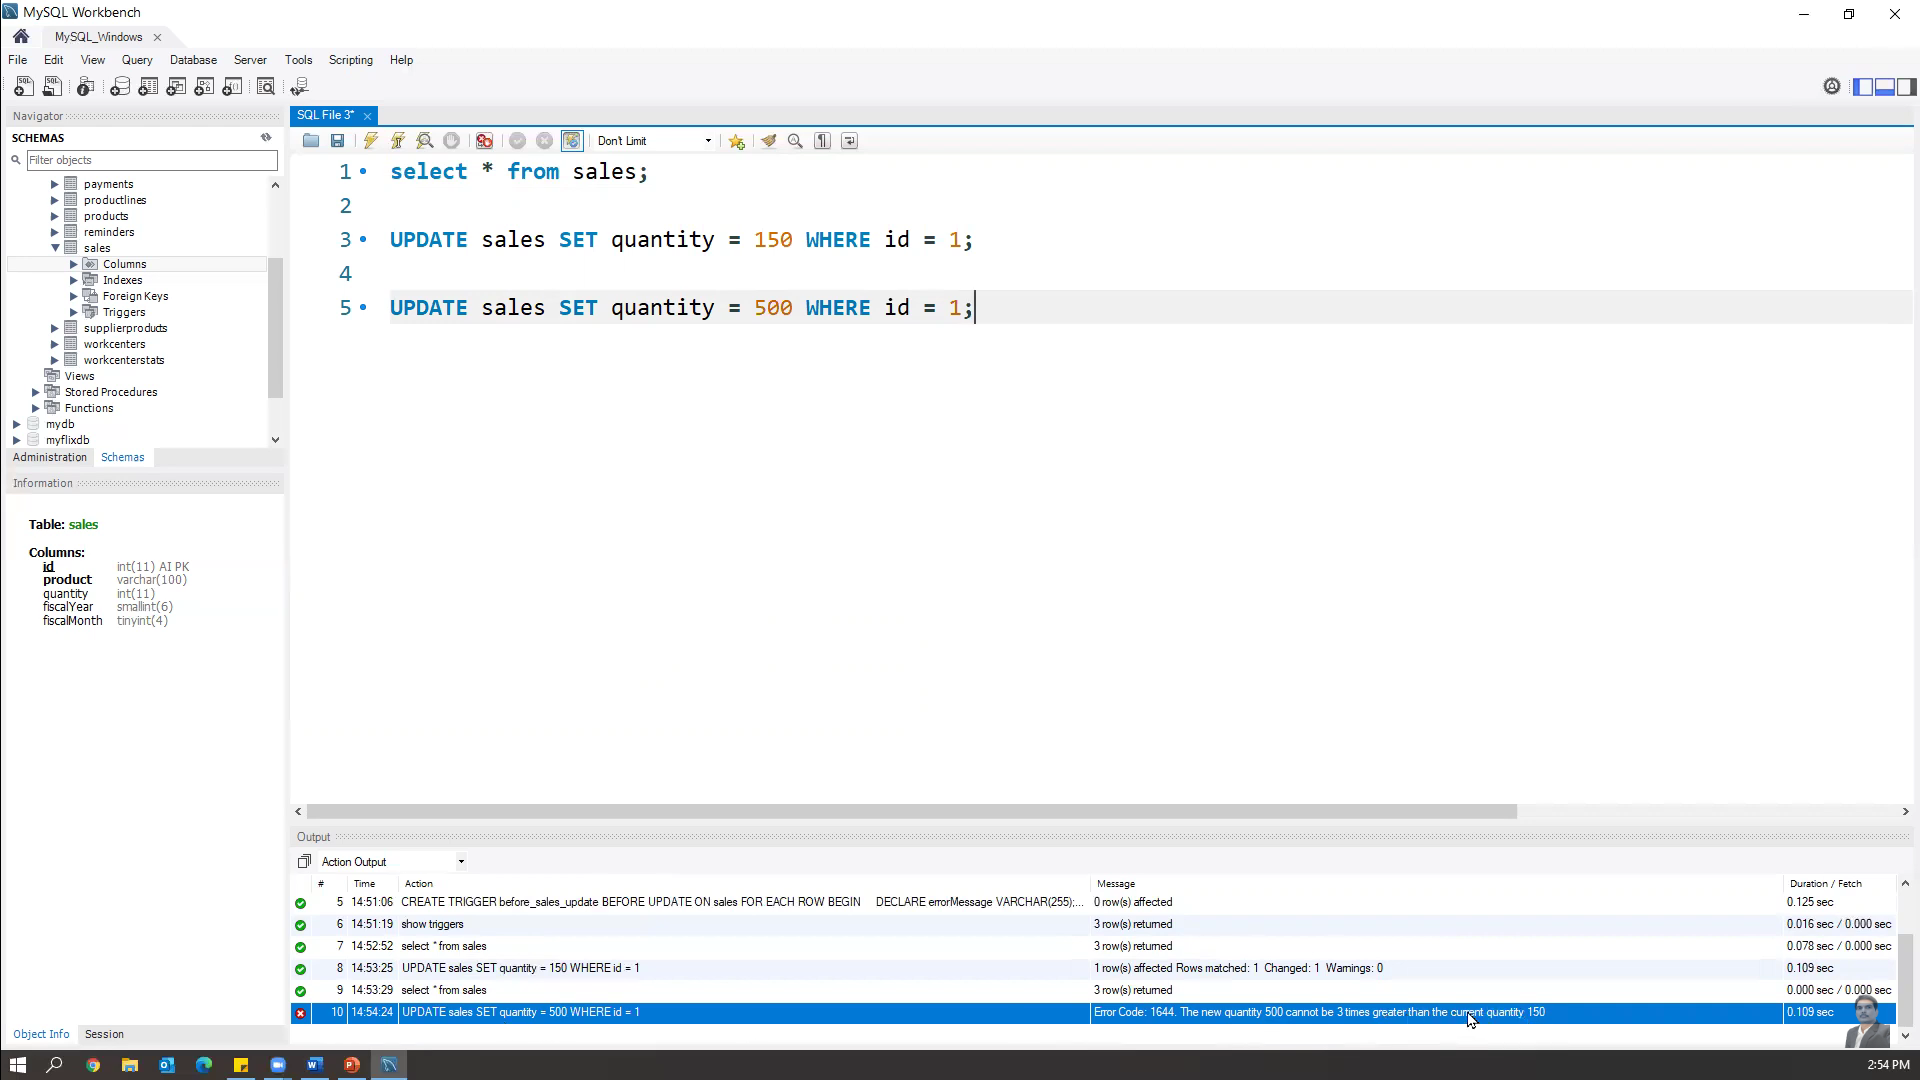 MySQL Workbench
MySQL_Windows
File Edit View Query Database Server Tools Scripting Help
Navigator
SCHEMAS
Filter objects
payments
productlines
products
reminders
sales
Columns
Indexes
Foreign Keys
Triggers
supplierproducts
workcenters
workcenterstats
Views
Stored Procedures
Functions
mydb
myflixdb
Administration Schemas
Information
Table: sales
Columns:
id int(11) AI PK
product varchar(100)
quantity int(11)
fiscalYear smallint(6)
fiscalMonth tinyint(4)
Object Info Session
SQL File 3*
Don't Limit
1 select * from sales;
2
3 UPDATE sales SET quantity = 150 WHERE id = 1;
4
5 UPDATE sales SET quantity = 500 WHERE id = 1;
Output
Action Output
# Time Action Message Duration / Fetch
5 14:51:06 CREATE TRIGGER before_sales_update BEFORE UPDATE ON sales FOR EACH ROW BEGIN DECLARE errorMessage VARCHAR(255);... 0 row(s) affected 0.125 sec
6 14:51:19 show triggers 3 row(s) returned 0.016 sec / 0.000 sec
7 14:52:52 select * from sales 3 row(s) returned 0.078 sec / 0.000 sec
8 14:53:25 UPDATE sales SET quantity = 150 WHERE id = 1 1 row(s) affected Rows matched: 1 Changed: 1 Warnings: 0 0.109 sec
9 14:53:29 select * from sales 3 row(s) returned 0.000 sec / 0.000 sec
10 14:54:24 UPDATE sales SET quantity = 500 WHERE id = 1 Error Code: 1644. The new quantity 500 cannot be 3 times greater than the current quantity 150 0.109 sec
2:54 PM